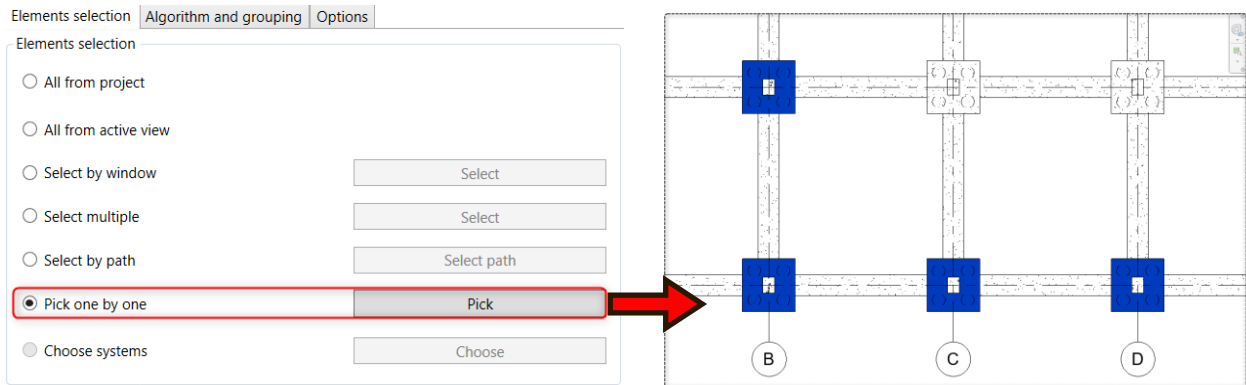 Elements selection Algorithm and grouping Options
Elements selection
All from project
All from active view
Select by window Select
Select multiple Select
Select by path Select path
Pick one by one Pick
Choose systems Choose
B C D